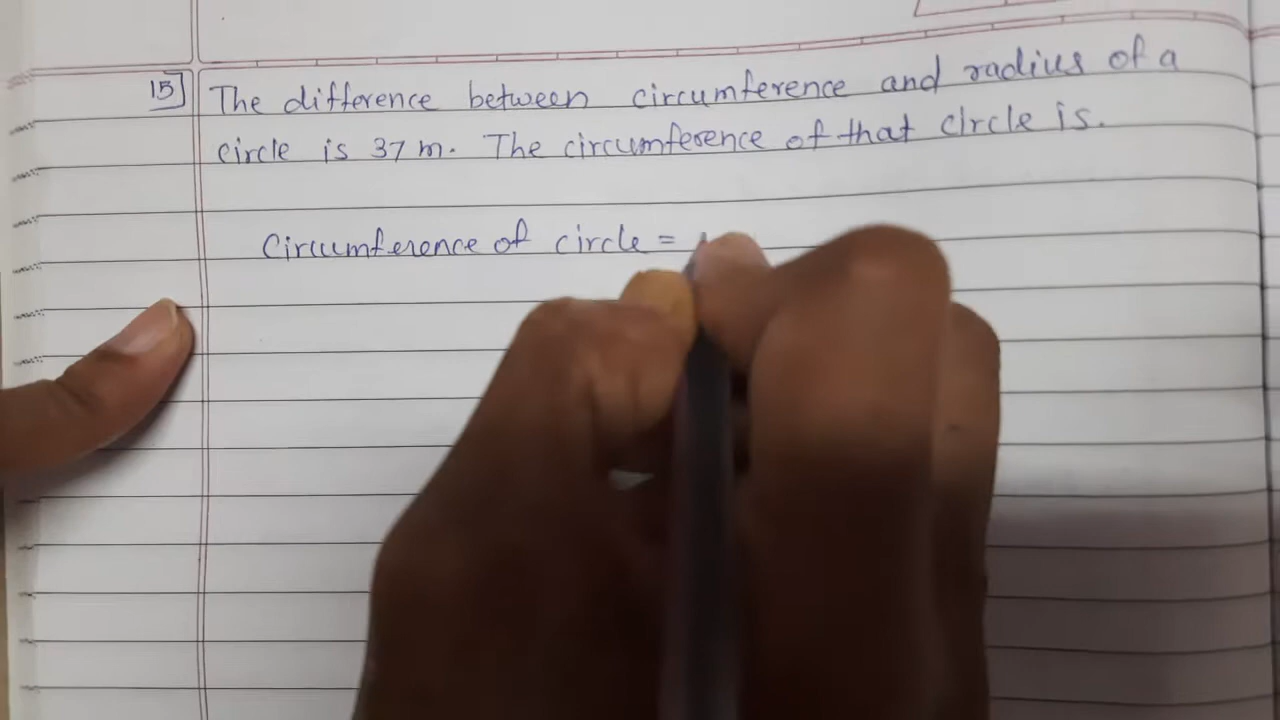 15 The difference between circumference and radius of a
circle is 37 m. The circumference of that circle is.
Circumference of circle =